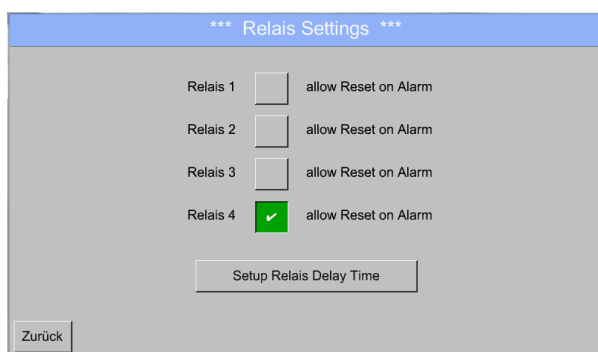 *** Relais Settings ***
Relais 1 allow Reset on Alarm
Relais 2 allow Reset on Alarm
Relais 3 allow Reset on Alarm
Relais 4 ✔ allow Reset on Alarm
Setup Relais Delay Time
Zurück